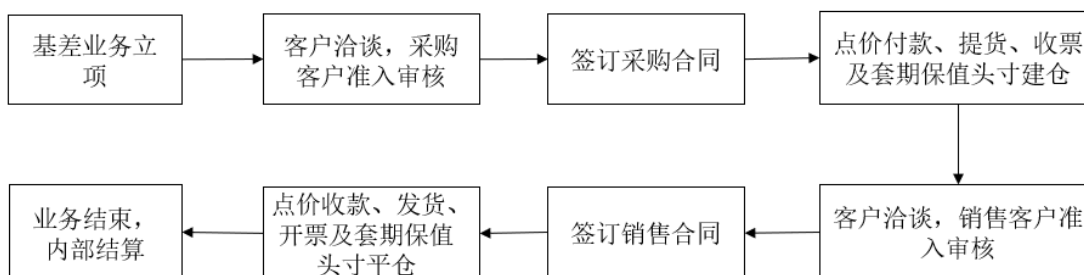 基差业务立
项
客户洽谈，采购
客户准入审核
签订采购合同
点价付款、提货、收票
及套期保值头寸建仓
客户洽谈，销售客户准
入审核
签订销售合同
点价收款、发货、
开票及套期保值
头寸平仓
业务结束，
内部结算